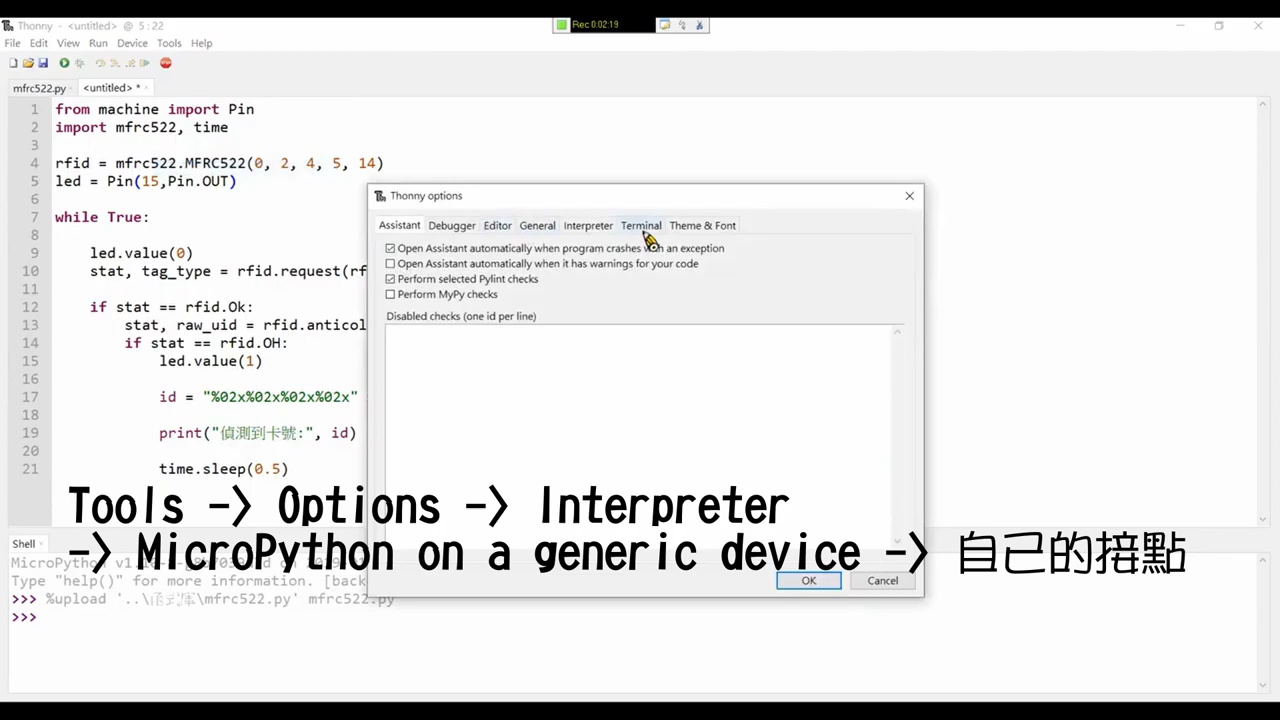 Thonny - <untitled> @ 5:22
Rec 0:02:19
File Edit View Run Device Tools Help
mfrc522.py <untitled> *
1 from machine import Pin
2 import mfrc522, time
3
4 rfid = mfrc522.MFRC522(0, 2, 4, 5, 14)
5 led = Pin(15,Pin.OUT)
6
7 while True:
8
9 led.value(0)
10 stat, tag_type = rfid.request(rf
11
12 if stat == rfid.Ok:
13 stat, raw_uid = rfid.anticol
14 if stat == rfid.OH:
15 led.value(1)
16
17 id = "%02x%02x%02x%02x"
18
19 print("偵測到卡號:", id)
20
21 time.sleep(0.5)
Thonny options
Assistant Debugger Editor General Interpreter Terminal Theme & Font
Open Assistant automatically when program crashes with an exception
Open Assistant automatically when it has warnings for your code
Perform selected Pylint checks
Perform MyPy checks
Disabled checks (one id per line)
OK Cancel
Tools -> Options -> Interpreter
-> MicroPython on a generic device -> 自己的接點
Shell
MicroPython
Type "help()" for more information. [back
>>> %upload '..\函式庫\mfrc522.py' mfrc522.py
>>>